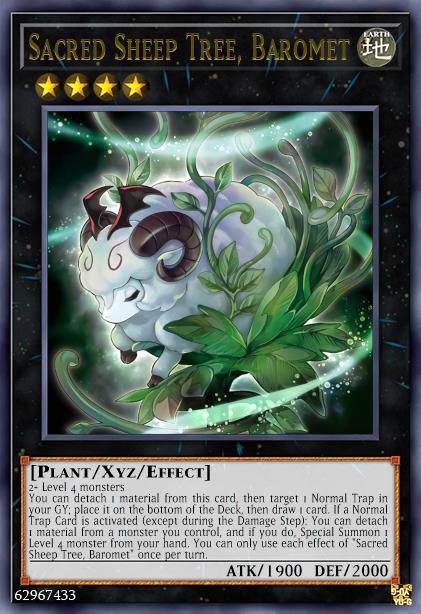 SACRED SHEEP TREE, BAROMET
EARTH
地
[PLANT/XYZ/EFFECT]
2+ Level 4 monsters
You can detach 1 material from this card, then target 1 Normal Trap in
your GY; place it on the bottom of the Deck, then draw 1 card. If a Normal
Trap Card is activated (except during the Damage Step): You can detach
1 material from a monster you control, and if you do, Special Summon 1
Level 4 monster from your hand. You can only use each effect of "Sacred
Sheep Tree, Baromet" once per turn.
ATK/1900 DEF/2000
62967433